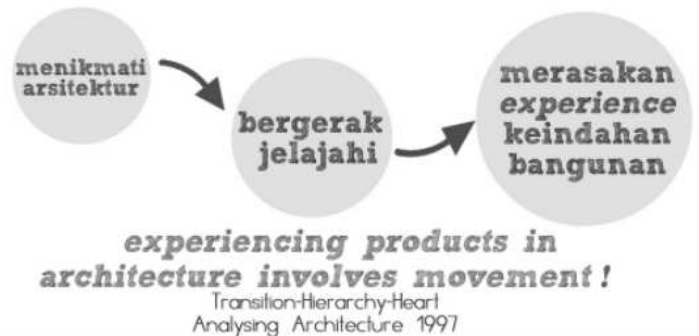 menikmati
arsitektur
bergerak
jelajahi
merasakan
experience
keindahan
bangunan
experiencing products in
architecture involves movement!
Transition-Hierarchy-Heart
Analysing Architecture 1997